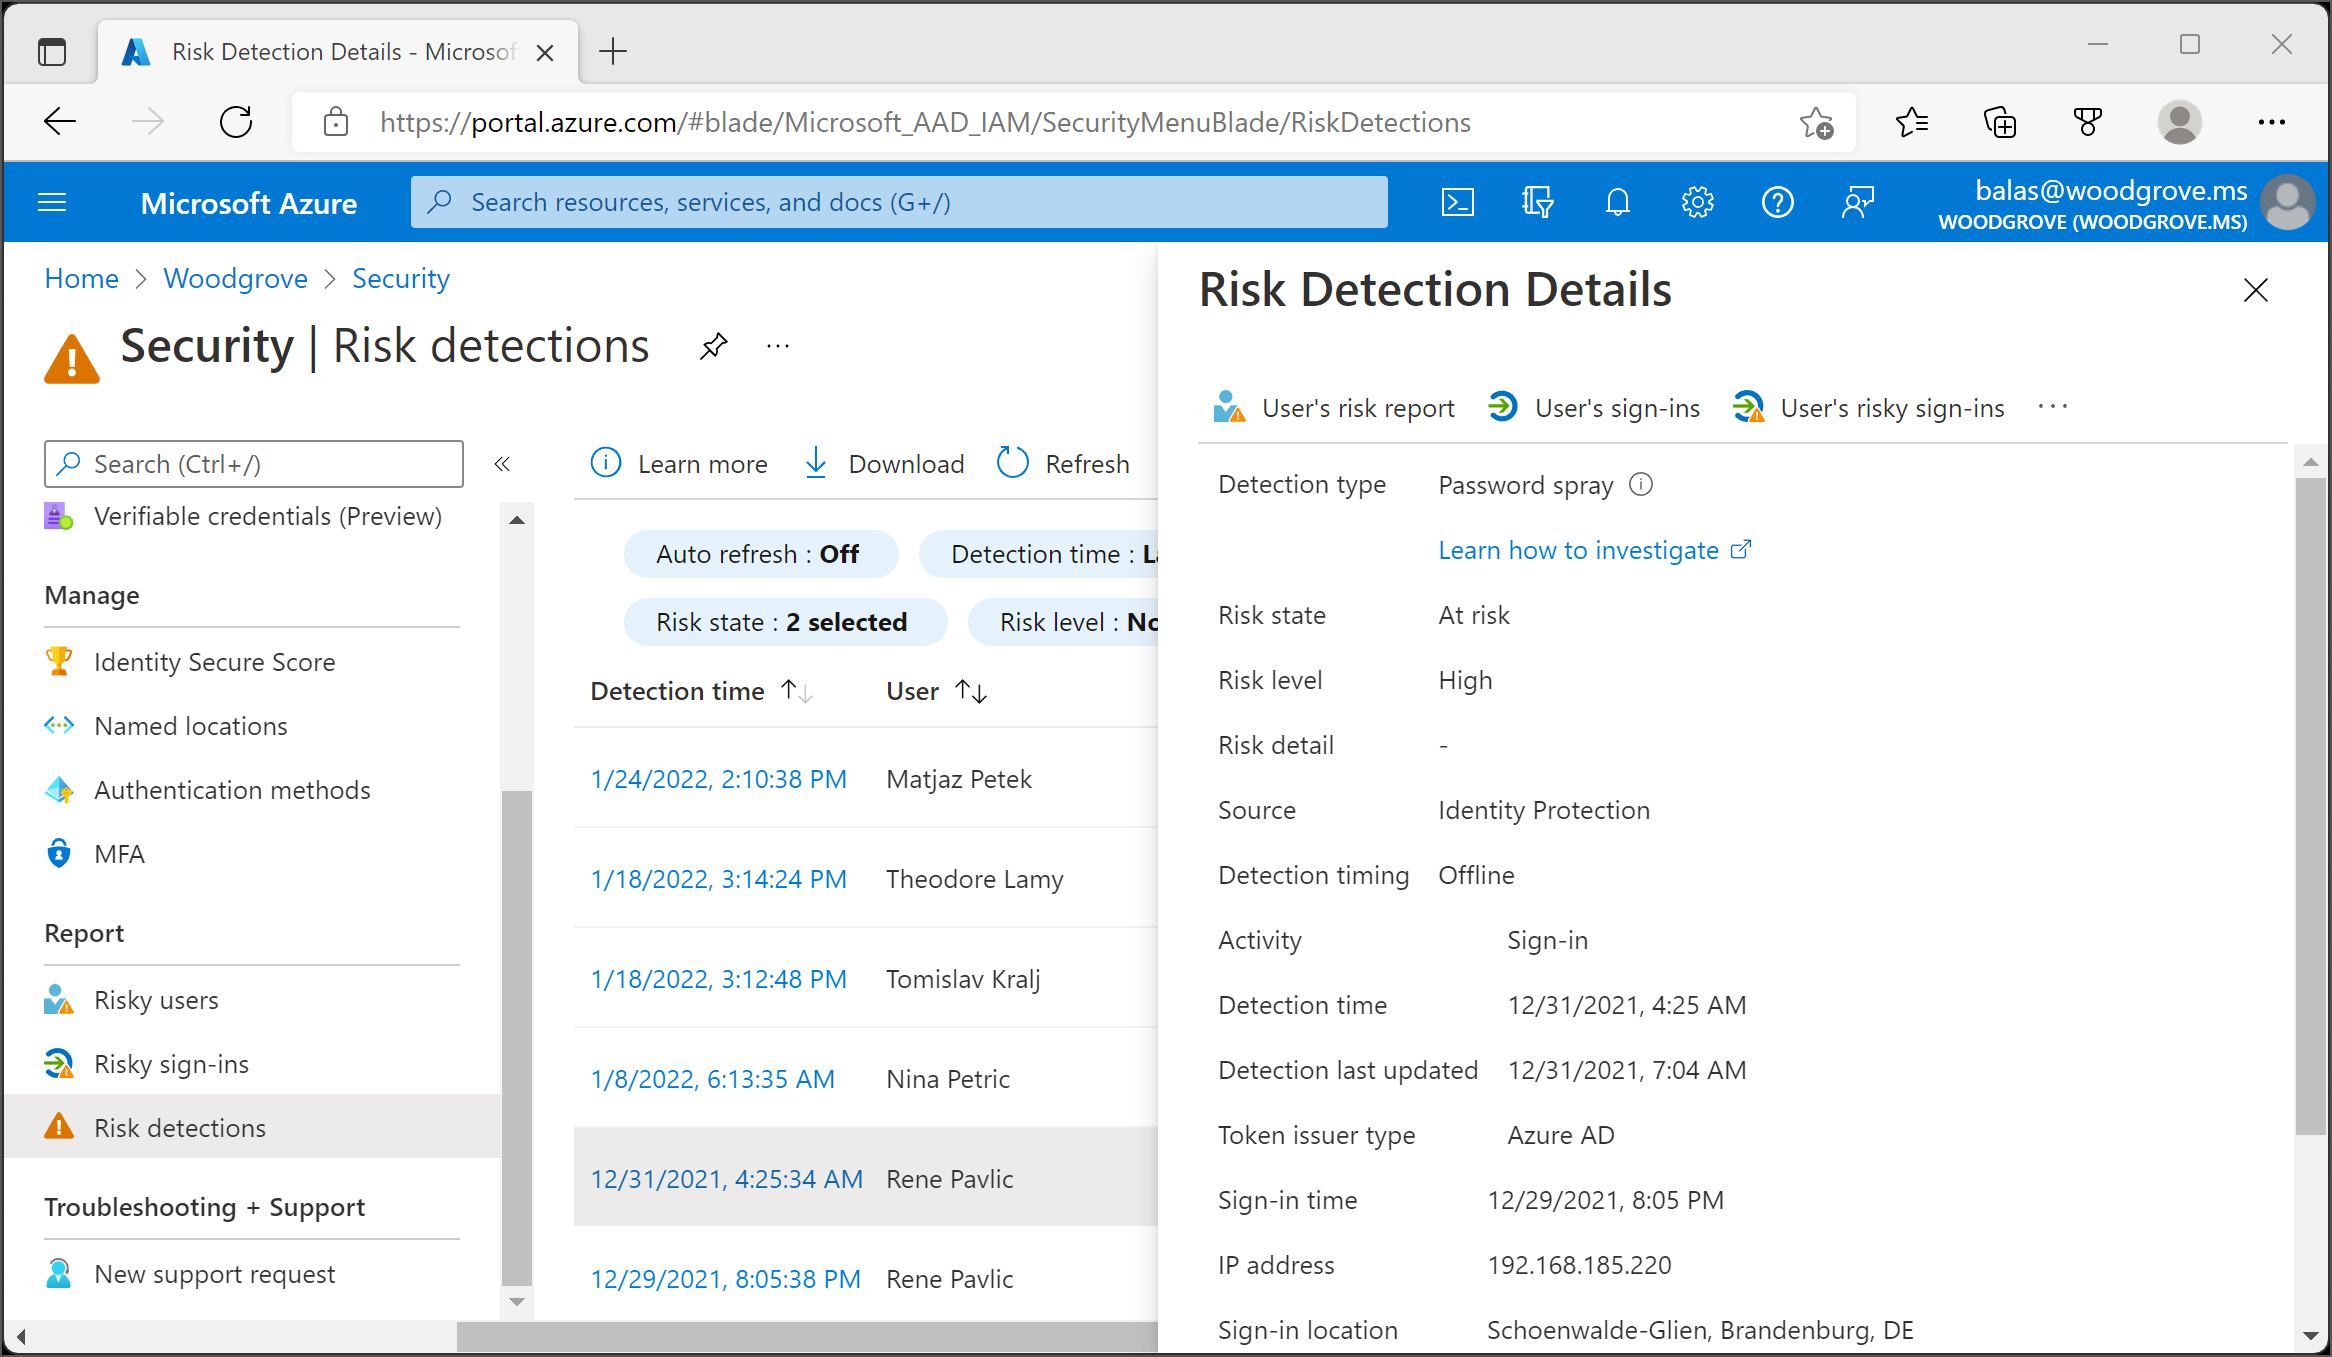 Risk Detection Details - Microsof
https://portal.azure.com/#blade/Microsoft_AAD_IAM/SecurityMenuBlade/RiskDetections
Microsoft Azure
Search resources, services, and docs (G+/)
balas@woodgrove.ms
WOODGROVE (WOODGROVE.MS)
Home > Woodgrove > Security
Security | Risk detections
Search (Ctrl+/)
Verifiable credentials (Preview)
Manage
Identity Secure Score
Named locations
Authentication methods
MFA
Report
Risky users
Risky sign-ins
Risk detections
Troubleshooting + Support
New support request
Learn more
Download
Refresh
Auto refresh : Off
Detection time :
Risk state : 2 selected
Risk level :
Detection time
User
1/24/2022, 2:10:38 PM Matjaz Petek
1/18/2022, 3:14:24 PM Theodore Lamy
1/18/2022, 3:12:48 PM Tomislav Kralj
1/8/2022, 6:13:35 AM Nina Petric
12/31/2021, 4:25:34 AM Rene Pavlic
12/29/2021, 8:05:38 PM Rene Pavlic
Risk Detection Details
User's risk report
User's sign-ins
User's risky sign-ins
Detection type Password spray
Learn how to investigate
Risk state At risk
Risk level High
Risk detail -
Source Identity Protection
Detection timing Offline
Activity Sign-in
Detection time 12/31/2021, 4:25 AM
Detection last updated 12/31/2021, 7:04 AM
Token issuer type Azure AD
Sign-in time 12/29/2021, 8:05 PM
IP address 192.168.185.220
Sign-in location Schoenwalde-Glien, Brandenburg, DE